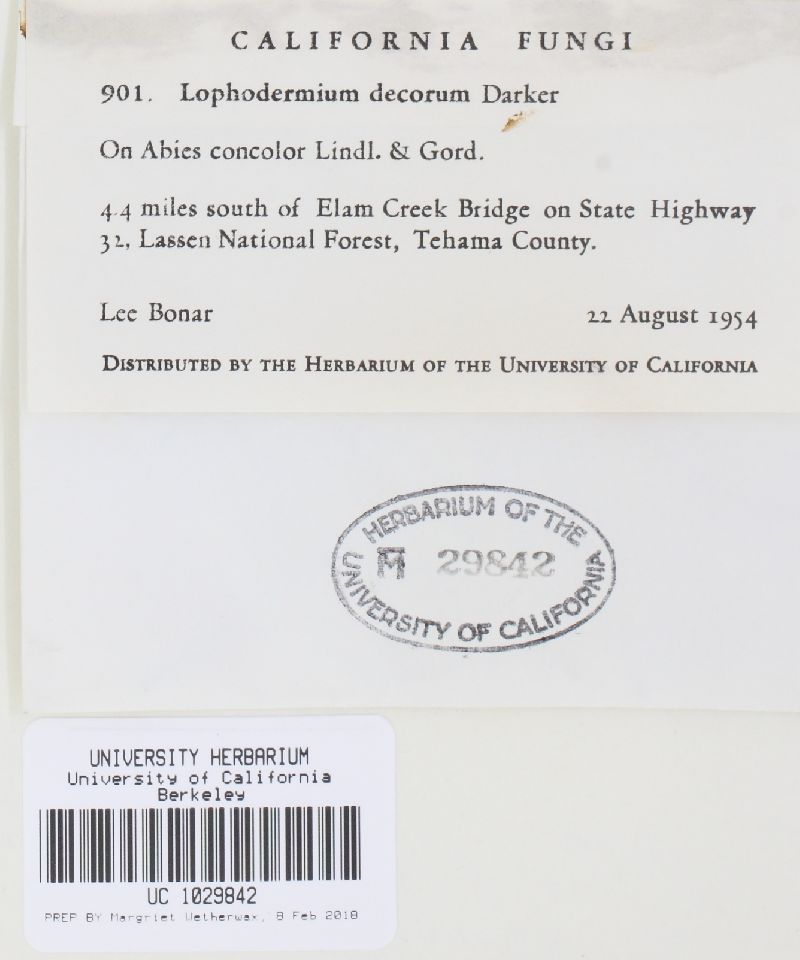 CALIFORNIA FUNGI
901. Lophodermium decorum Darker
On Abies concolor Lindl. & Gord.
4.4 miles south of Elam Creek Bridge on State Highway
32, Lassen National Forest, Tehama County.
Lee Bonar 22 August 1954
DISTRIBUTED BY THE HERBARIUM OF THE UNIVERSITY OF CALIFORNIA
HERBARIUM OF THE
M 29842
UNIVERSITY OF CALIFORNIA
UNIVERSITY HERBARIUM
University of California
Berkeley
UC 1029842
PREP BY Margriet Wetherwax, 8 Feb 2018